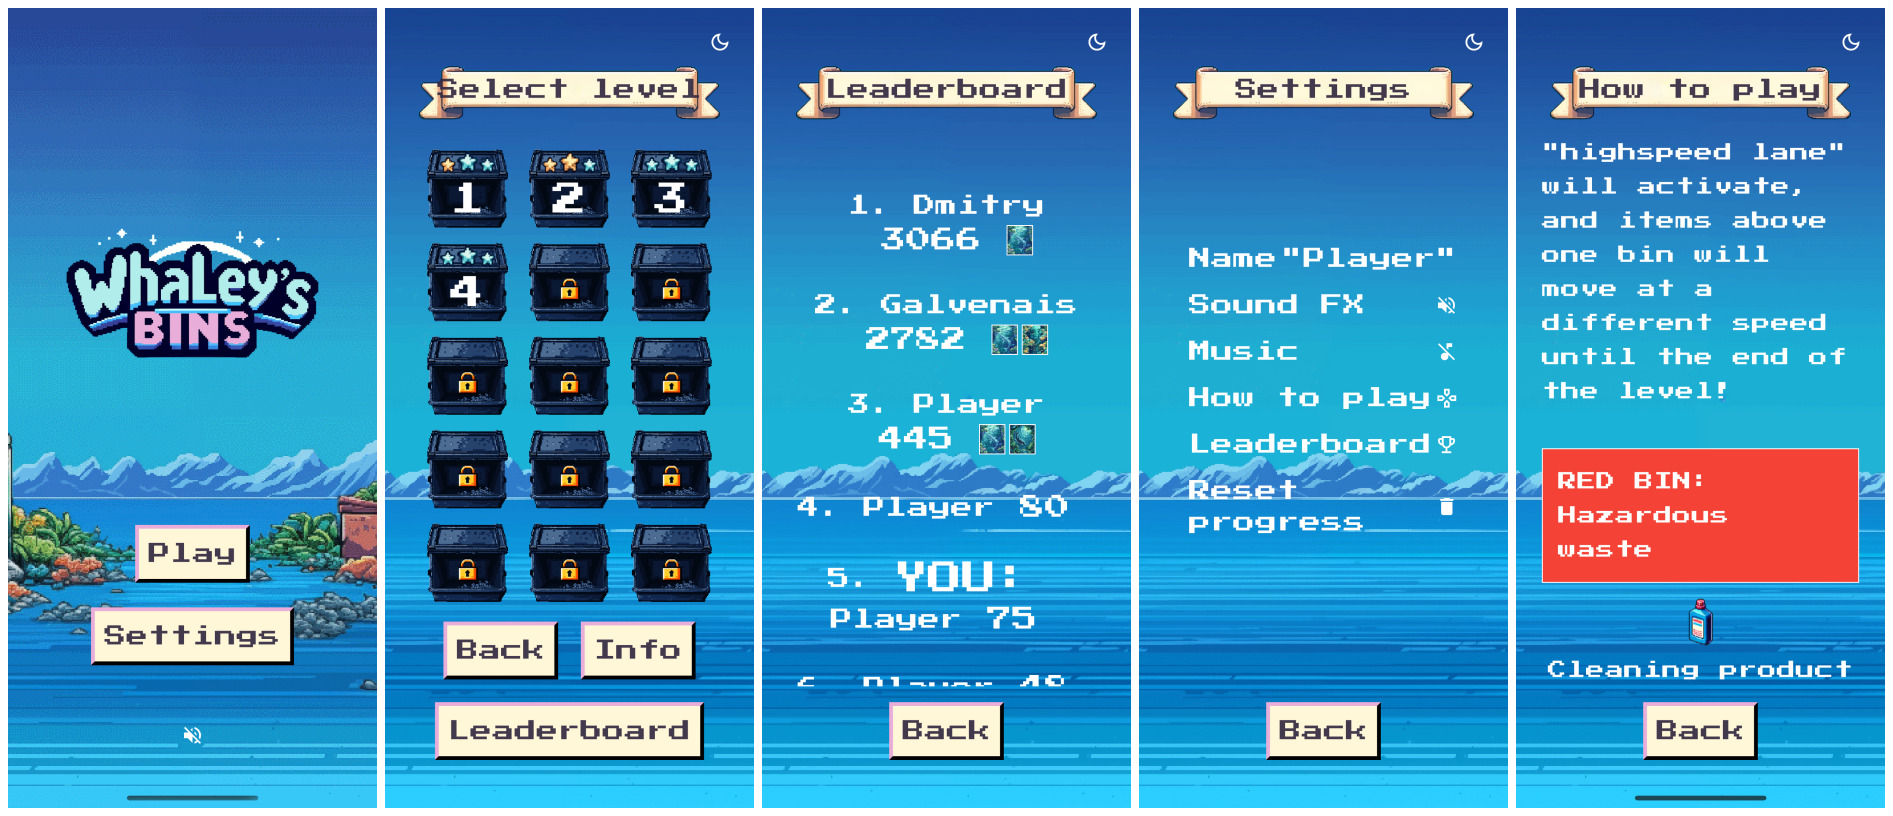 Whaley's
BINS
Play
Settings
Select level
1 2 3
4
Back Info
Leaderboard
Leaderboard
1. Dmitry
3066
2. Galvenais
2782
3. Player
445
4. Player 80
5. YOU:
Player 75
Back
Settings
Name "Player"
Sound FX
Music
How to play
Leaderboard
Reset
progress
Back
How to play
"highspeed lane"
will activate,
and items above
one bin will
move at a
different speed
until the end of
the level!
RED BIN:
Hazardous
waste
Cleaning product
Back